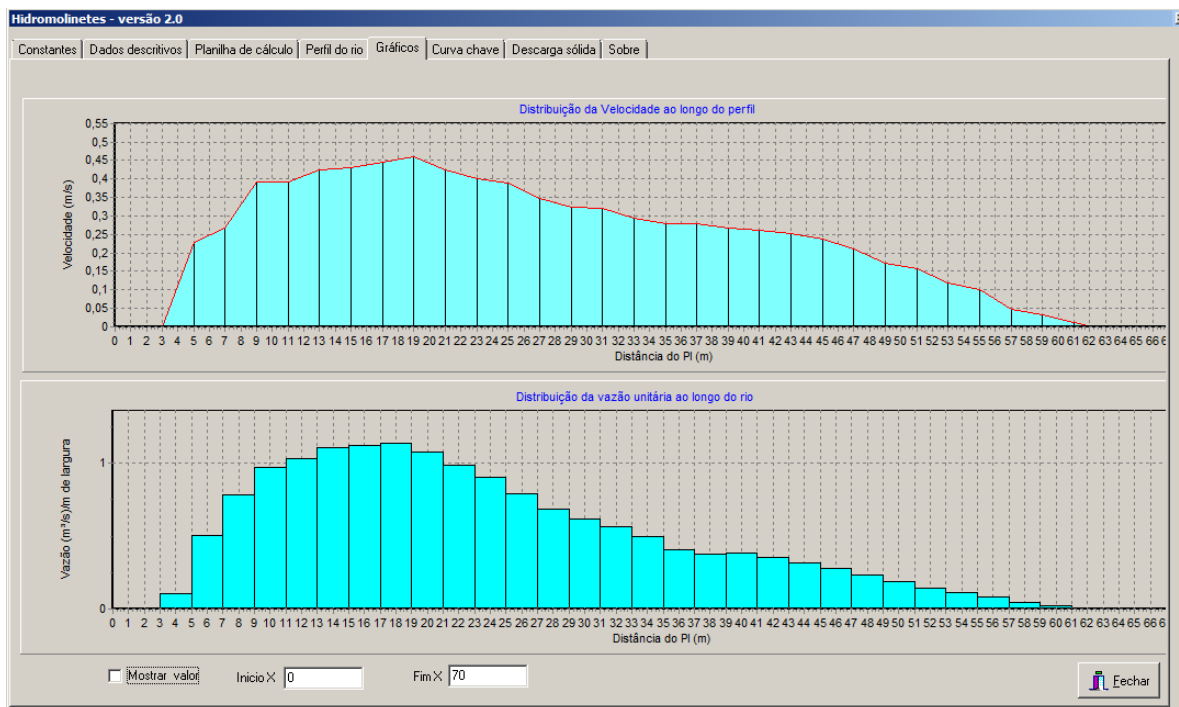 Hidromolinetes - versão 2.0
Constantes Dados descritivos Planilha de cálculo Perfil do rio Gráficos Curva chave Descarga sólida Sobre
Distribuição da Velocidade ao longo do perfil
Velocidade (m/s)
0,55
0,5
0,45
0,4
0,35
0,3
0,25
0,2
0,15
0,1
0,05
0
0 1 2 3 4 5 6 7 8 9 10 11 12 13 14 15 16 17 18 19 20 21 22 23 24 25 26 27 28 29 30 31 32 33 34 35 36 37 38 39 40 41 42 43 44 45 46 47 48 49 50 51 52 53 54 55 56 57 58 59 60 61 62 63 64 65 66 6
Distância do PI (m)
Distribuição da vazão unitária ao longo do rio
Vazão (m³/s)/m de largura
1
0
0 1 2 3 4 5 6 7 8 9 10 11 12 13 14 15 16 17 18 19 20 21 22 23 24 25 26 27 28 29 30 31 32 33 34 35 36 37 38 39 40 41 42 43 44 45 46 47 48 49 50 51 52 53 54 55 56 57 58 59 60 61 62 63 64 65 66 6
Distância do PI (m)
Mostrar valor Inicio X 0 Fim X 70 Fechar